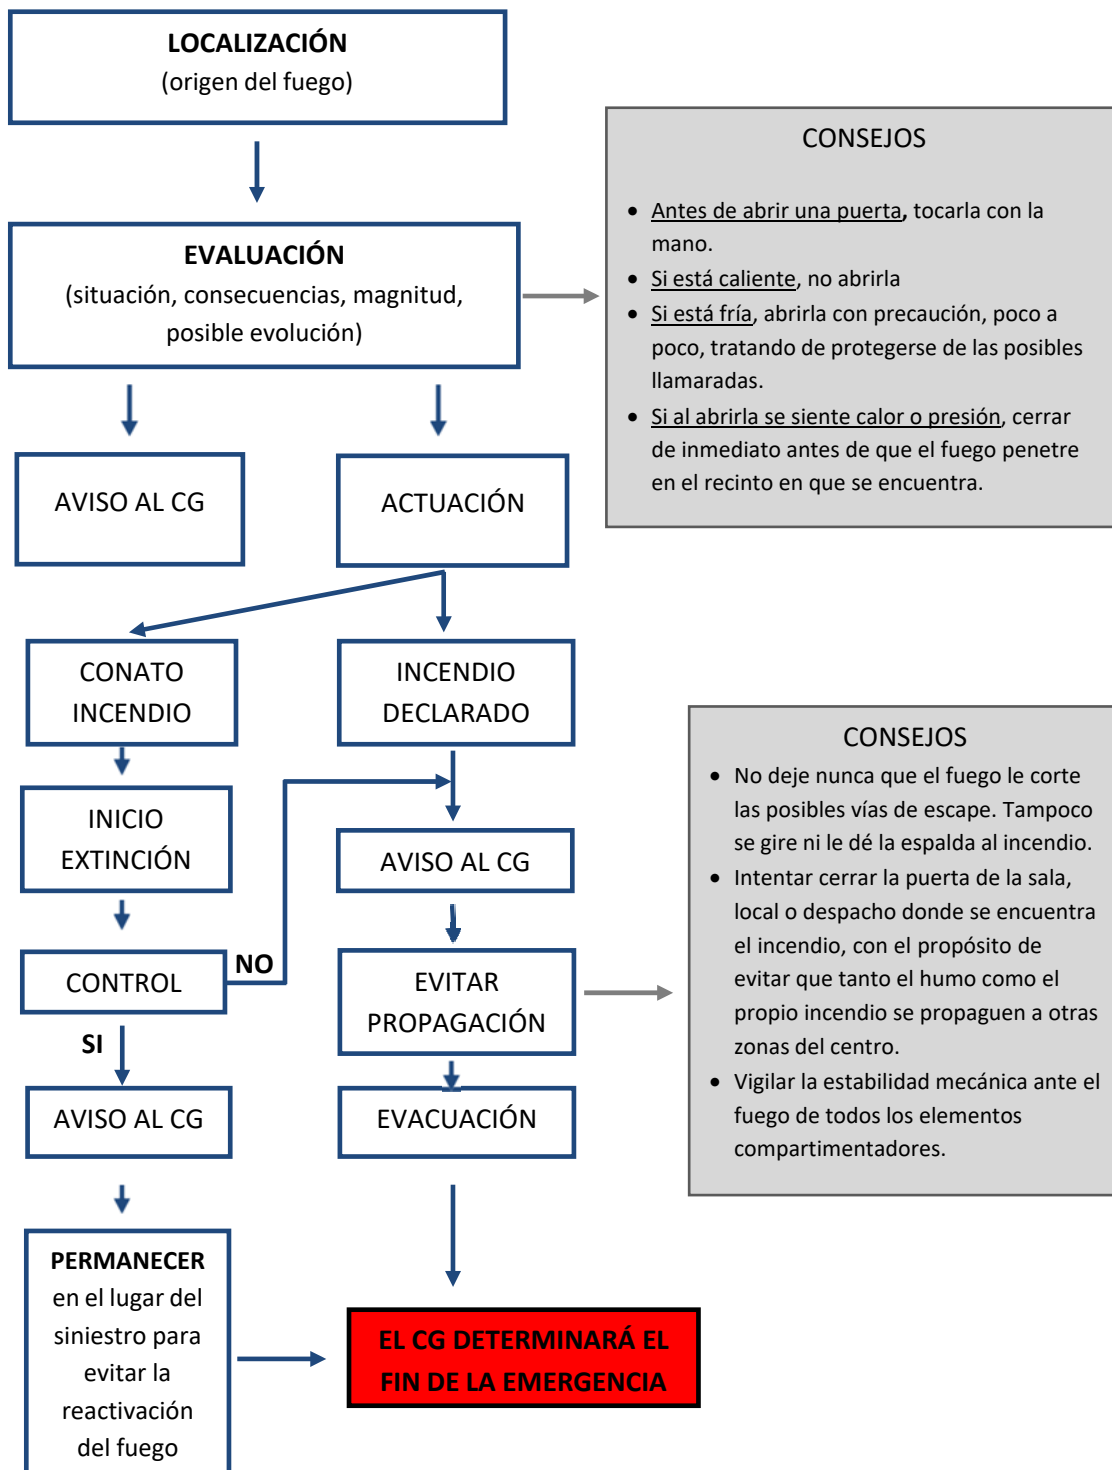 LOCALIZACIÓN
(origen del fuego)
CONSEJOS
• Antes de abrir una puerta, tocarla con la
mano.
• Si está caliente, no abrirla
• Si está fría, abrirla con precaución, poco a
poco, tratando de protegerse de las posibles
llamaradas.
• Si al abrirla se siente calor o presión, cerrar
de inmediato antes de que el fuego penetre
en el recinto en que se encuentra.
EVALUACIÓN
(situación, consecuencias, magnitud,
posible evolución)
AVISO AL CG
ACTUACIÓN
CONATO
INCENDIO
INCENDIO
DECLARADO
INICIO
EXTINCIÓN
AVISO AL CG
CONTROL
NO
EVITAR
PROPAGACIÓN
CONSEJOS
• No deje nunca que el fuego le corte
las posibles vías de escape. Tampoco
se gire ni le dé la espalda al incendio.
• Intentar cerrar la puerta de la sala,
local o despacho donde se encuentra
el incendio, con el propósito de
evitar que tanto el humo como el
propio incendio se propaguen a otras
zonas del centro.
• Vigilar la estabilidad mecánica ante el
fuego de todos los elementos
compartimentadores.
SI
AVISO AL CG
EVACUACIÓN
PERMANECER
en el lugar del
siniestro para
evitar la
reactivación
del fuego
EL CG DETERMINARÁ EL
FIN DE LA EMERGENCIA